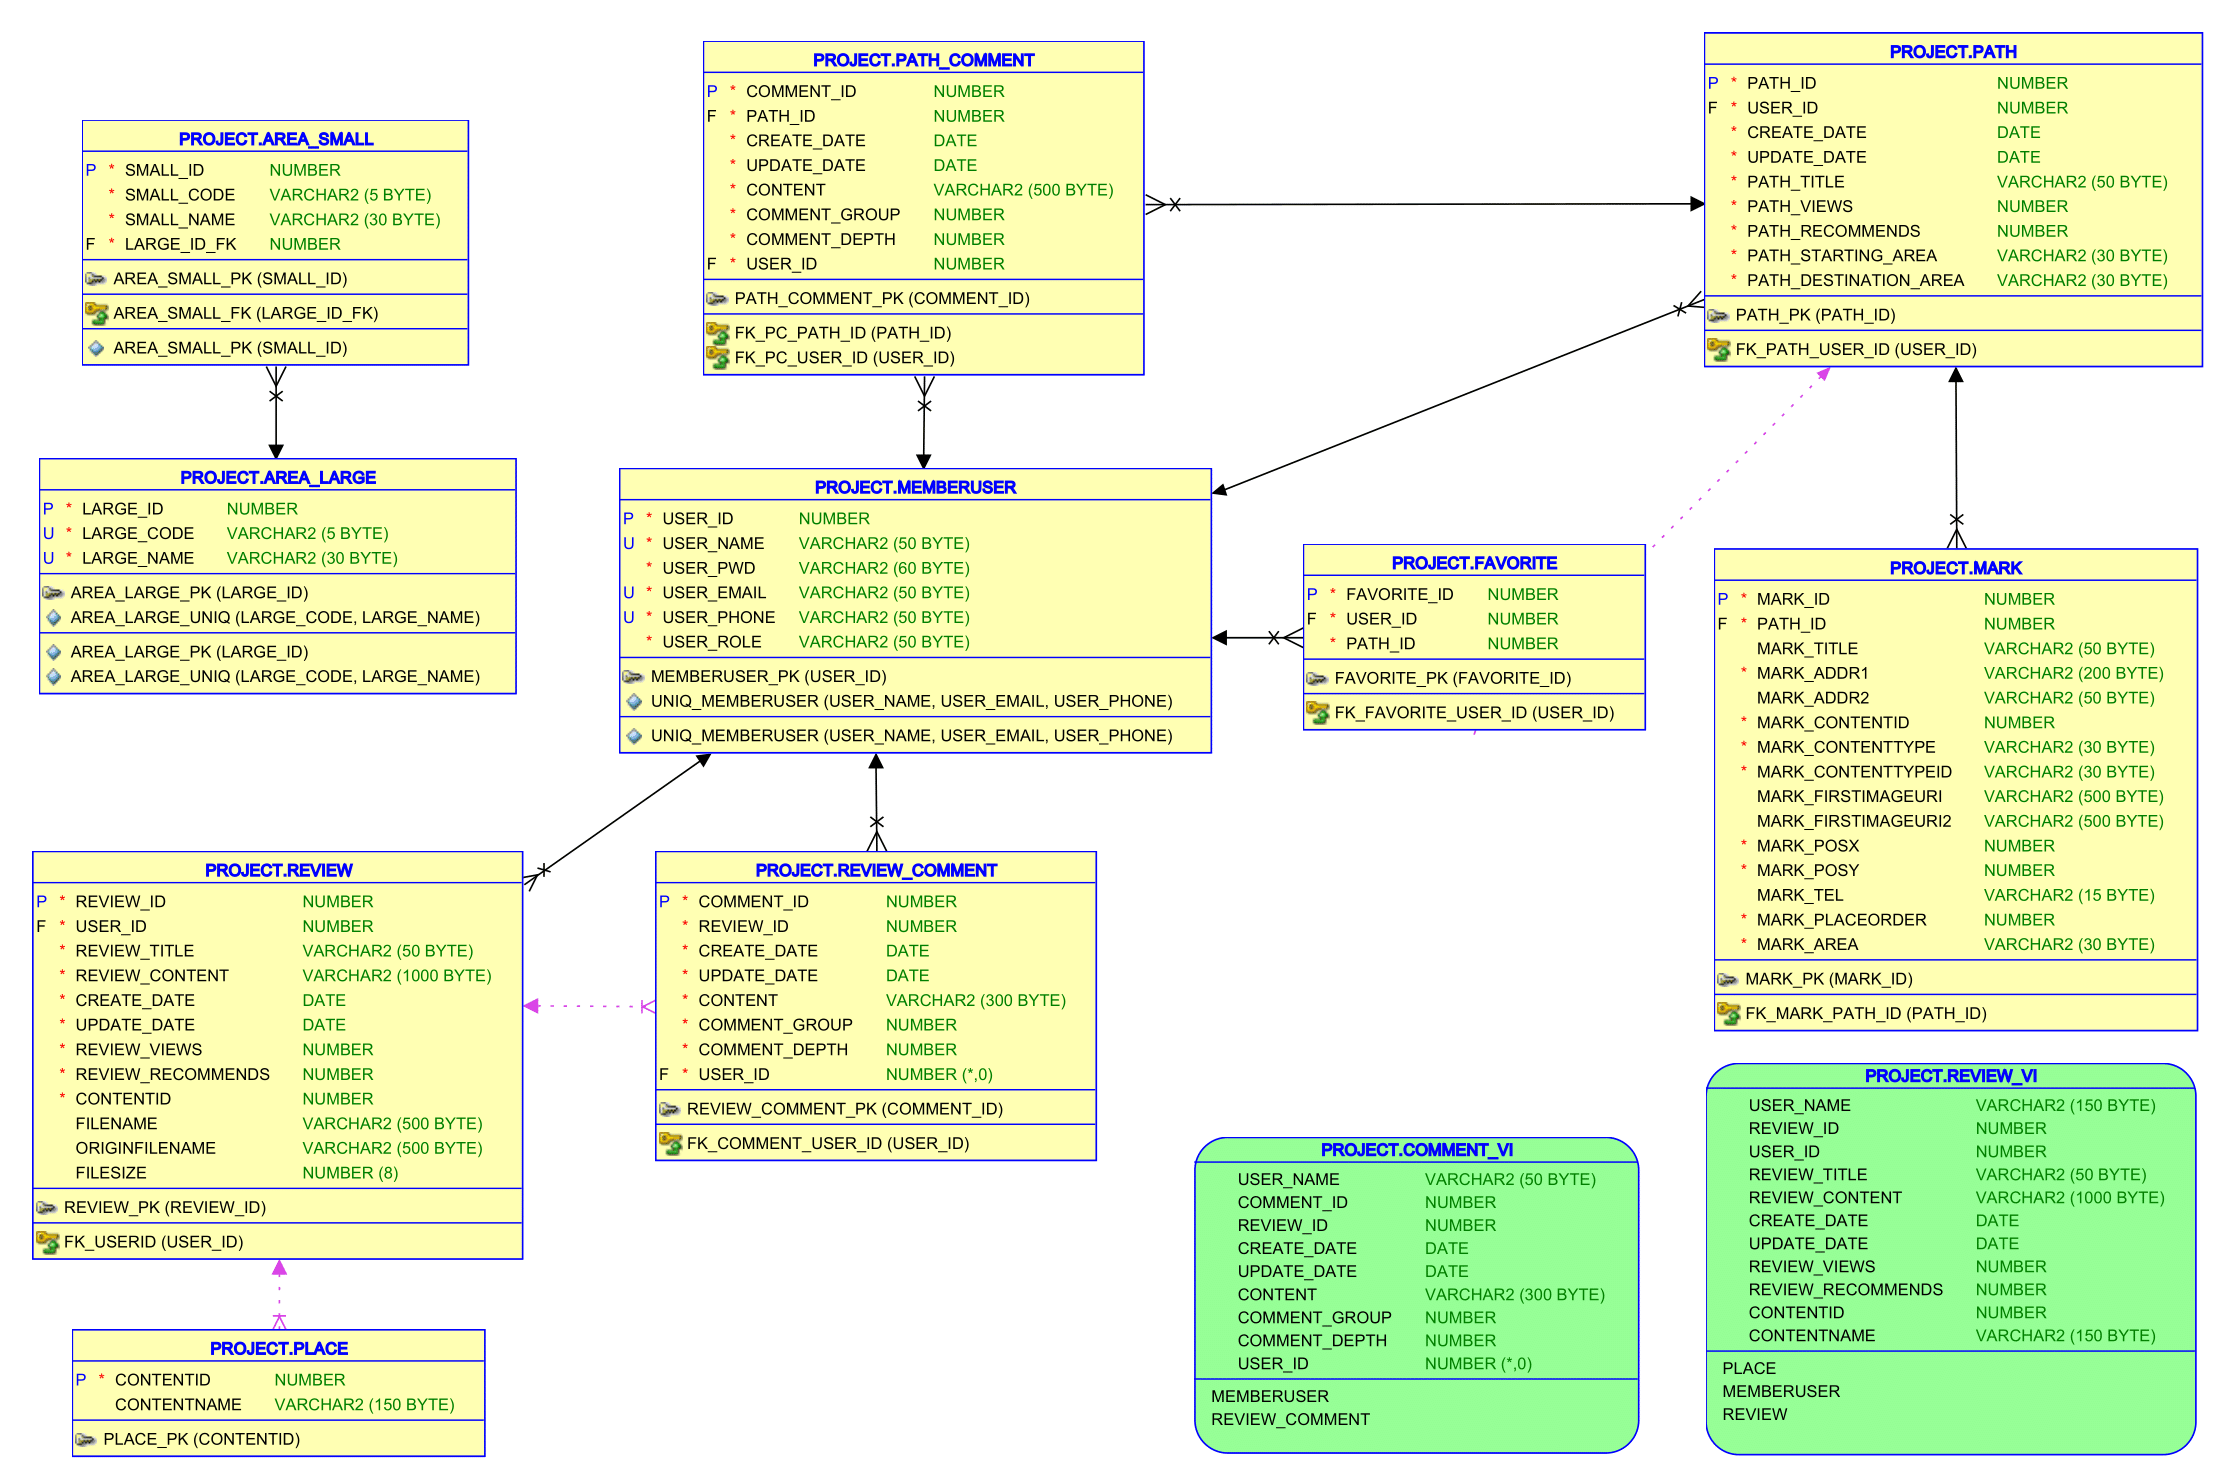 PROJECT.AREA_SMALL
P * SMALL_ID NUMBER
* SMALL_CODE VARCHAR2 (5 BYTE)
* SMALL_NAME VARCHAR2 (30 BYTE)
F * LARGE_ID_FK NUMBER
AREA_SMALL_PK (SMALL_ID)
AREA_SMALL_FK (LARGE_ID_FK)
AREA_SMALL_PK (SMALL_ID)
PROJECT.AREA_LARGE
P * LARGE_ID NUMBER
U * LARGE_CODE VARCHAR2 (5 BYTE)
U * LARGE_NAME VARCHAR2 (30 BYTE)
AREA_LARGE_PK (LARGE_ID)
AREA_LARGE_UNIQ (LARGE_CODE, LARGE_NAME)
AREA_LARGE_PK (LARGE_ID)
AREA_LARGE_UNIQ (LARGE_CODE, LARGE_NAME)
PROJECT.PATH_COMMENT
P * COMMENT_ID NUMBER
F * PATH_ID NUMBER
* CREATE_DATE DATE
* UPDATE_DATE DATE
* CONTENT VARCHAR2 (500 BYTE)
* COMMENT_GROUP NUMBER
* COMMENT_DEPTH NUMBER
F * USER_ID NUMBER
PATH_COMMENT_PK (COMMENT_ID)
FK_PC_PATH_ID (PATH_ID)
FK_PC_USER_ID (USER_ID)
PROJECT.PATH
P * PATH_ID NUMBER
F * USER_ID NUMBER
* CREATE_DATE DATE
* UPDATE_DATE DATE
* PATH_TITLE VARCHAR2 (50 BYTE)
* PATH_VIEWS NUMBER
* PATH_RECOMMENDS NUMBER
* PATH_STARTING_AREA VARCHAR2 (30 BYTE)
* PATH_DESTINATION_AREA VARCHAR2 (30 BYTE)
PATH_PK (PATH_ID)
FK_PATH_USER_ID (USER_ID)
PROJECT.MEMBERUSER
P * USER_ID NUMBER
U * USER_NAME VARCHAR2 (50 BYTE)
* USER_PWD VARCHAR2 (60 BYTE)
U * USER_EMAIL VARCHAR2 (50 BYTE)
U * USER_PHONE VARCHAR2 (50 BYTE)
* USER_ROLE VARCHAR2 (50 BYTE)
MEMBERUSER_PK (USER_ID)
UNIQ_MEMBERUSER (USER_NAME, USER_EMAIL, USER_PHONE)
UNIQ_MEMBERUSER (USER_NAME, USER_EMAIL, USER_PHONE)
PROJECT.FAVORITE
P * FAVORITE_ID NUMBER
F * USER_ID NUMBER
* PATH_ID NUMBER
FAVORITE_PK (FAVORITE_ID)
FK_FAVORITE_USER_ID (USER_ID)
PROJECT.MARK
P * MARK_ID NUMBER
F * PATH_ID NUMBER
MARK_TITLE VARCHAR2 (50 BYTE)
* MARK_ADDR1 VARCHAR2 (200 BYTE)
MARK_ADDR2 VARCHAR2 (50 BYTE)
* MARK_CONTENTID NUMBER
* MARK_CONTENTTYPE VARCHAR2 (30 BYTE)
* MARK_CONTENTTYPEID VARCHAR2 (30 BYTE)
MARK_FIRSTIMAGEURI VARCHAR2 (500 BYTE)
MARK_FIRSTIMAGEURI2 VARCHAR2 (500 BYTE)
* MARK_POSX NUMBER
* MARK_POSY NUMBER
MARK_TEL VARCHAR2 (15 BYTE)
* MARK_PLACEORDER NUMBER
* MARK_AREA VARCHAR2 (30 BYTE)
MARK_PK (MARK_ID)
FK_MARK_PATH_ID (PATH_ID)
PROJECT.REVIEW
P * REVIEW_ID NUMBER
F * USER_ID NUMBER
* REVIEW_TITLE VARCHAR2 (50 BYTE)
* REVIEW_CONTENT VARCHAR2 (1000 BYTE)
* CREATE_DATE DATE
* UPDATE_DATE DATE
* REVIEW_VIEWS NUMBER
* REVIEW_RECOMMENDS NUMBER
* CONTENTID NUMBER
FILENAME VARCHAR2 (500 BYTE)
ORIGINFILENAME VARCHAR2 (500 BYTE)
FILESIZE NUMBER (8)
REVIEW_PK (REVIEW_ID)
FK_USERID (USER_ID)
PROJECT.REVIEW_COMMENT
P * COMMENT_ID NUMBER
* REVIEW_ID NUMBER
* CREATE_DATE DATE
* UPDATE_DATE DATE
* CONTENT VARCHAR2 (300 BYTE)
* COMMENT_GROUP NUMBER
* COMMENT_DEPTH NUMBER
F * USER_ID NUMBER (*,0)
REVIEW_COMMENT_PK (COMMENT_ID)
FK_COMMENT_USER_ID (USER_ID)
PROJECT.PLACE
P * CONTENTID NUMBER
CONTENTNAME VARCHAR2 (150 BYTE)
PLACE_PK (CONTENTID)
PROJECT.COMMENT_VI
USER_NAME VARCHAR2 (50 BYTE)
COMMENT_ID NUMBER
REVIEW_ID NUMBER
CREATE_DATE DATE
UPDATE_DATE DATE
CONTENT VARCHAR2 (300 BYTE)
COMMENT_GROUP NUMBER
COMMENT_DEPTH NUMBER
USER_ID NUMBER (*,0)
MEMBERUSER
REVIEW_COMMENT
PROJECT.REVIEW_VI
USER_NAME VARCHAR2 (150 BYTE)
REVIEW_ID NUMBER
USER_ID NUMBER
REVIEW_TITLE VARCHAR2 (50 BYTE)
REVIEW_CONTENT VARCHAR2 (1000 BYTE)
CREATE_DATE DATE
UPDATE_DATE DATE
REVIEW_VIEWS NUMBER
REVIEW_RECOMMENDS NUMBER
CONTENTID NUMBER
CONTENTNAME VARCHAR2 (150 BYTE)
PLACE
MEMBERUSER
REVIEW